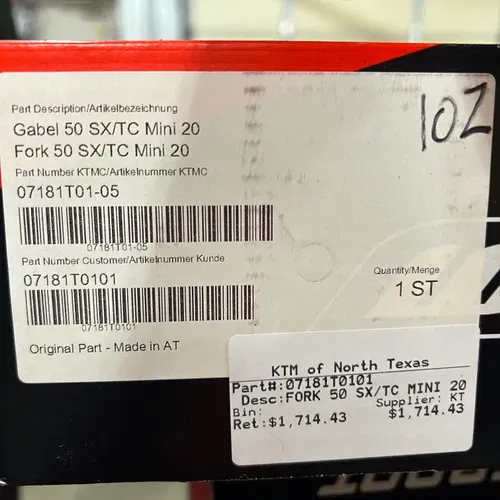 Part Description/Artikelbezeichnung
Gabel 50 SX/TC Mini 20
Fork 50 SX/TC Mini 20
Part Number KTMC/Artikelnummer KTMC
07181T01-05
07181T01-05
Part Number Customer/Artikelnummer Kunde
07181T0101
07181T0101
Original Part - Made in AT
10Z
Quantity/Menge
1 ST
KTM of North Texas
Part#:07181T0101
Desc:FORK 50 SX/TC MINI 20
Bin: Supplier: KT
Ret:$1,714.43 $1,714.43